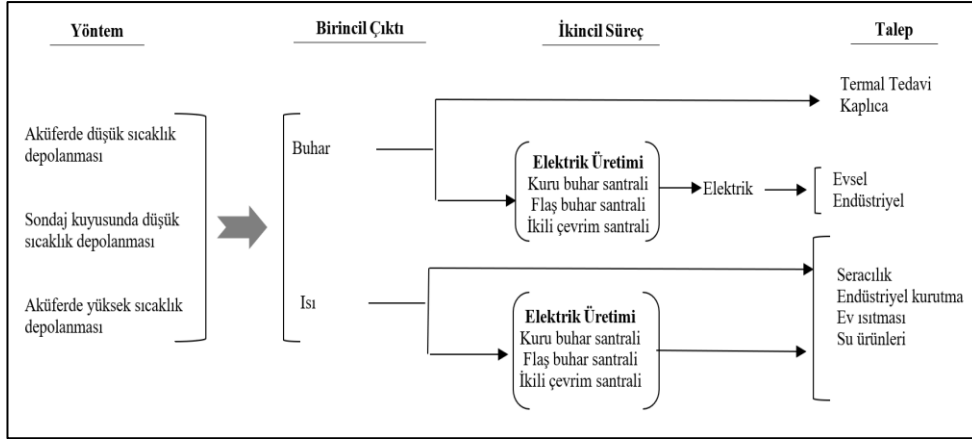 Yöntem
Birincil Çıktı
İkincil Süreç
Talep
Aküferde düşük sıcaklık
depolanması
Sondaj kuyusunda düşük
sıcaklık depolanması
Aküferde yüksek sıcaklık
depolanması
Buhar
Isı
Elektrik Üretimi
Kuru buhar santrali
Flaş buhar santrali
İkili çevrim santrali
Elektrik
Elektrik Üretimi
Kuru buhar santrali
Flaş buhar santrali
İkili çevrim santrali
Termal Tedavi
Kaplıca
Evsel
Endüstriyel
Seracılık
Endüstriyel kurutma
Ev ısıtması
Su ürünleri